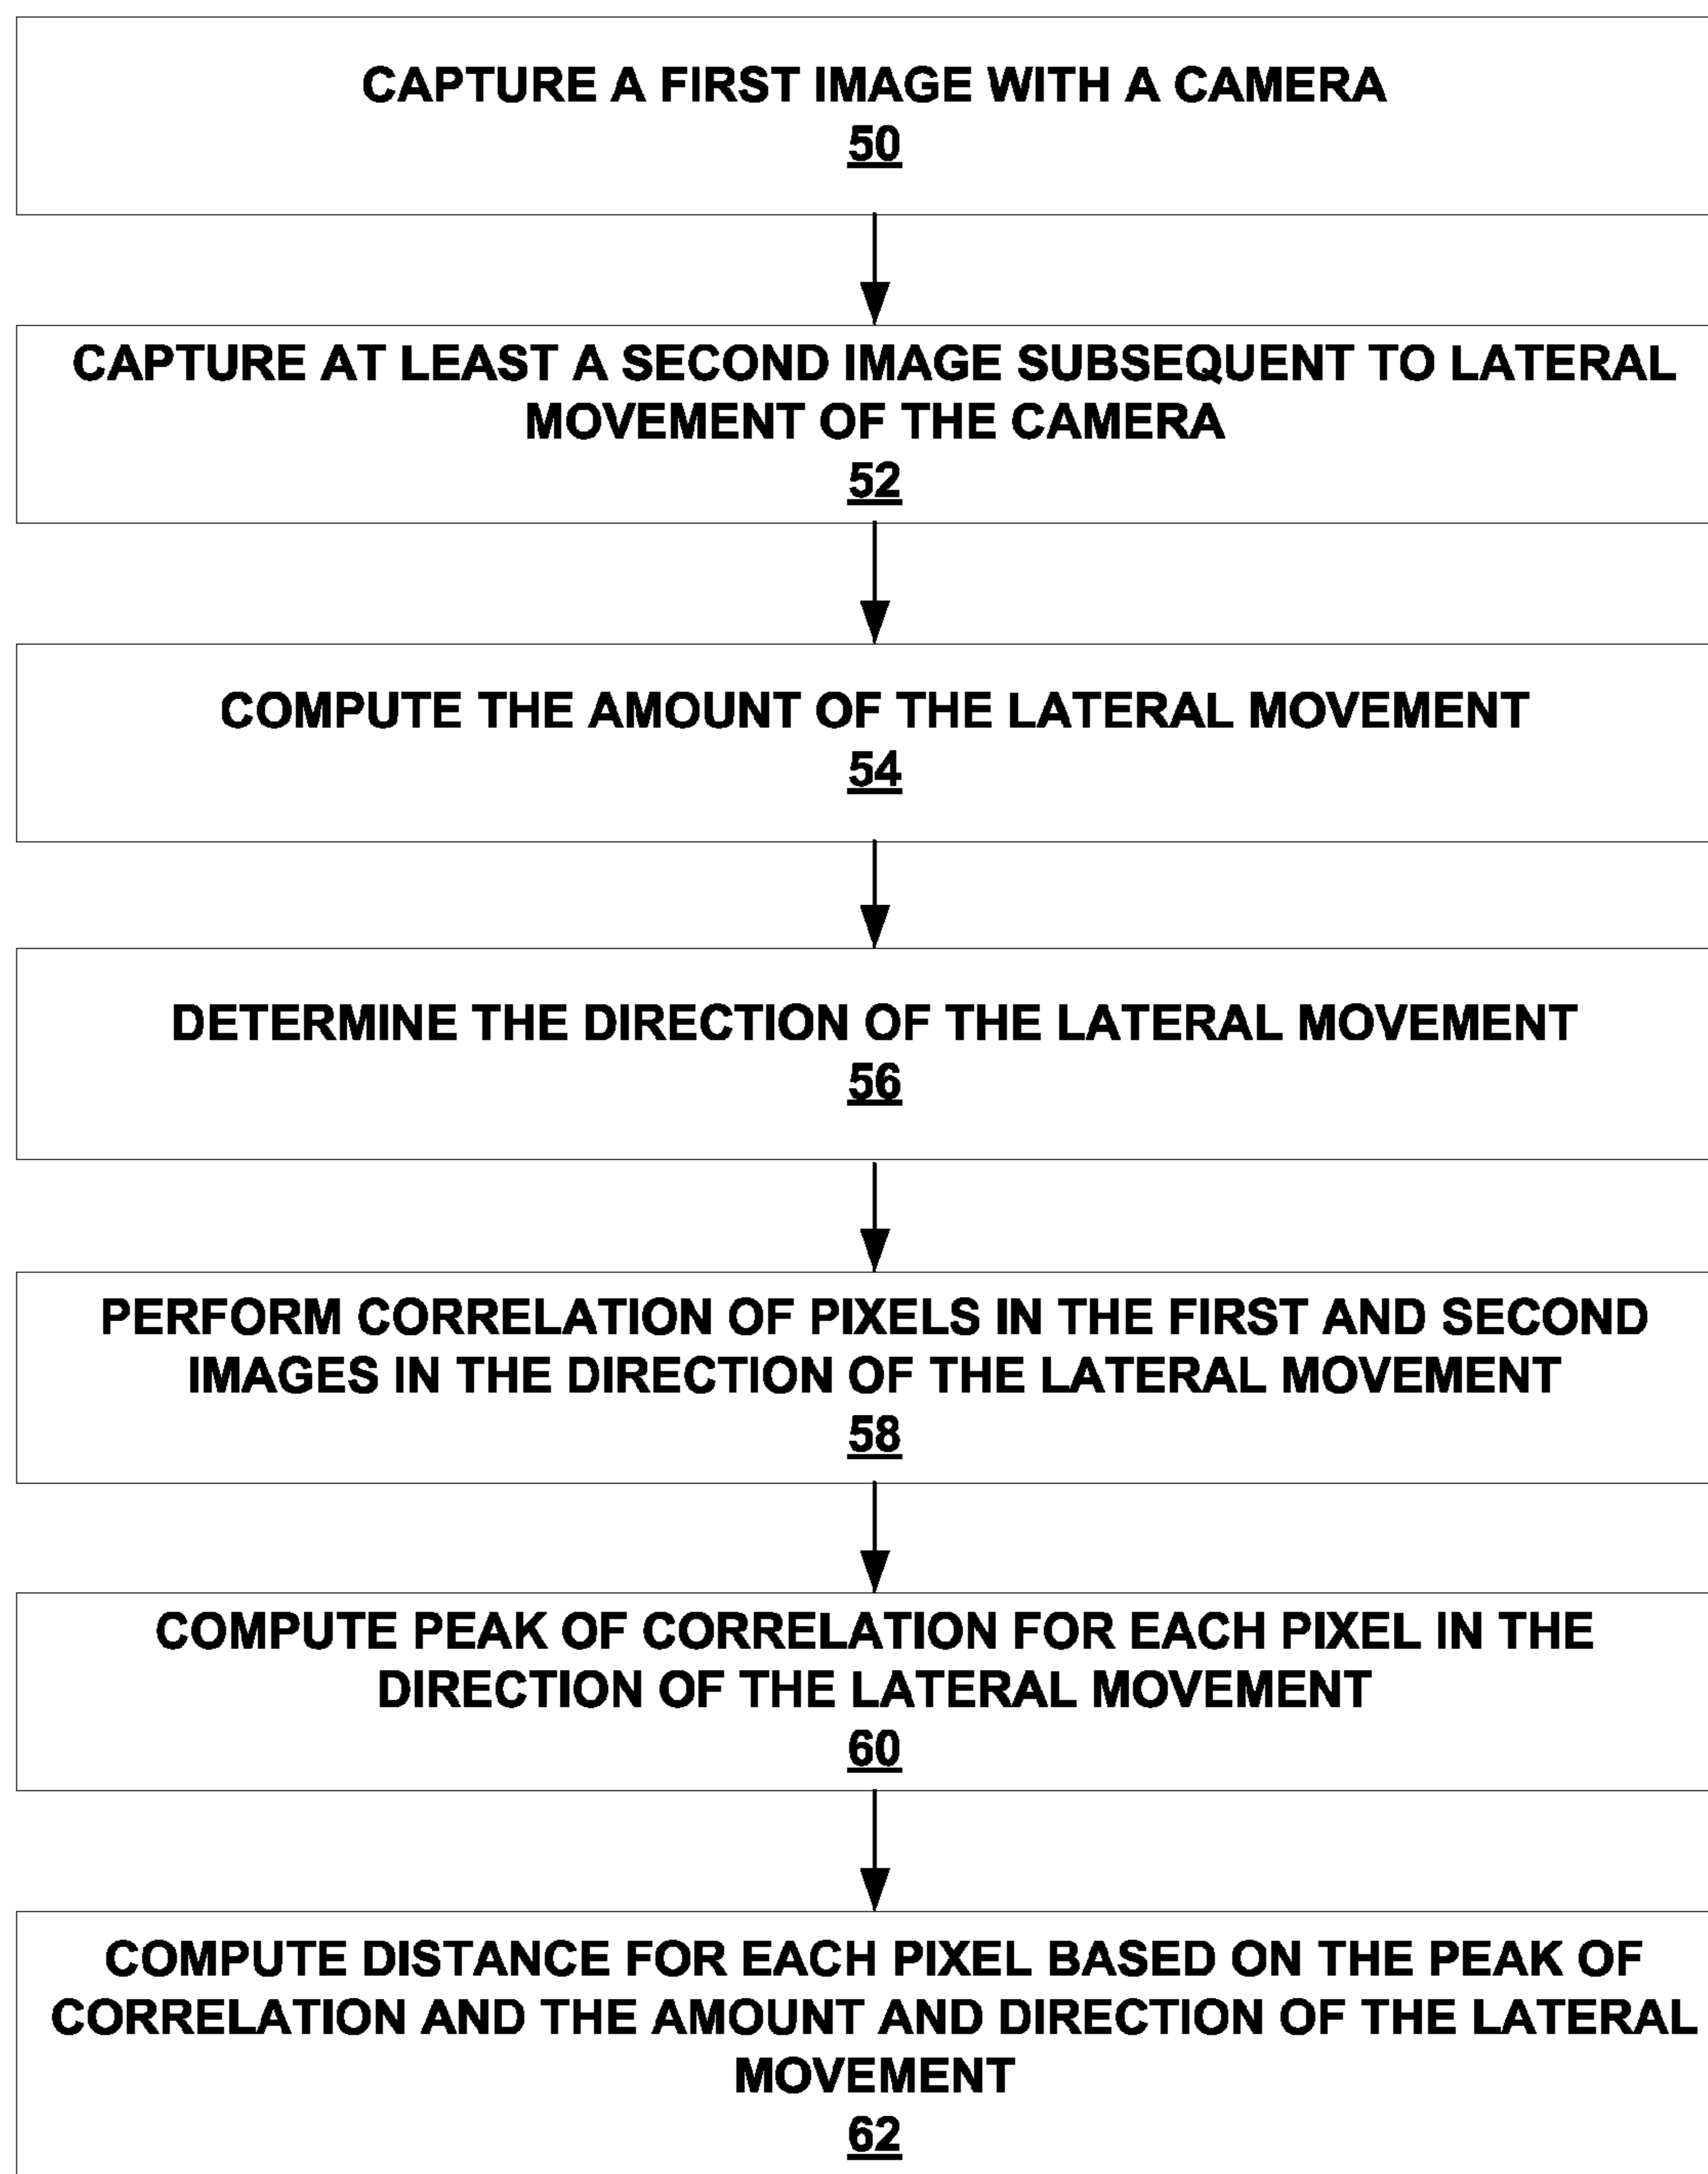 CAPTURE A FIRST IMAGE WITH A CAMERA
50
CAPTURE AT LEAST A SECOND IMAGE SUBSEQUENT TO LATERAL
MOVEMENT OF THE CAMERA
52
COMPUTE THE AMOUNT OF THE LATERAL MOVEMENT
54
DETERMINE THE DIRECTION OF THE LATERAL MOVEMENT
56
PERFORM CORRELATION OF PIXELS IN THE FIRST AND SECOND
IMAGES IN THE DIRECTION OF THE LATERAL MOVEMENT
58
COMPUTE PEAK OF CORRELATION FOR EACH PIXEL IN THE
DIRECTION OF THE LATERAL MOVEMENT
60
COMPUTE DISTANCE FOR EACH PIXEL BASED ON THE PEAK OF
CORRELATION AND THE AMOUNT AND DIRECTION OF THE LATERAL
MOVEMENT
62